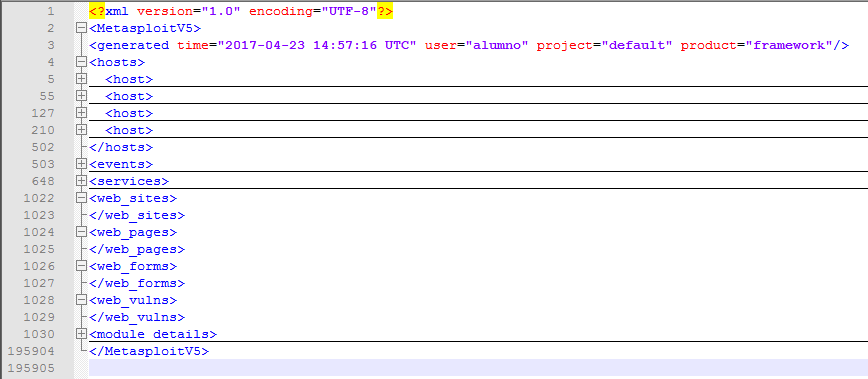 1 <?xml version="1.0" encoding="UTF-8"?>
2 <MetasploitV5>
3 <generated time="2017-04-23 14:57:16 UTC" user="alumno" project="default" product="framework"/>
4 <hosts>
5 <host>
55 <host>
127 <host>
210 <host>
502 </hosts>
503 <events>
648 <services>
1022 <web_sites>
1023 </web_sites>
1024 <web_pages>
1025 </web_pages>
1026 <web_forms>
1027 </web_forms>
1028 <web_vulns>
1029 </web_vulns>
1030 <module_details>
195904 </MetasploitV5>
195905